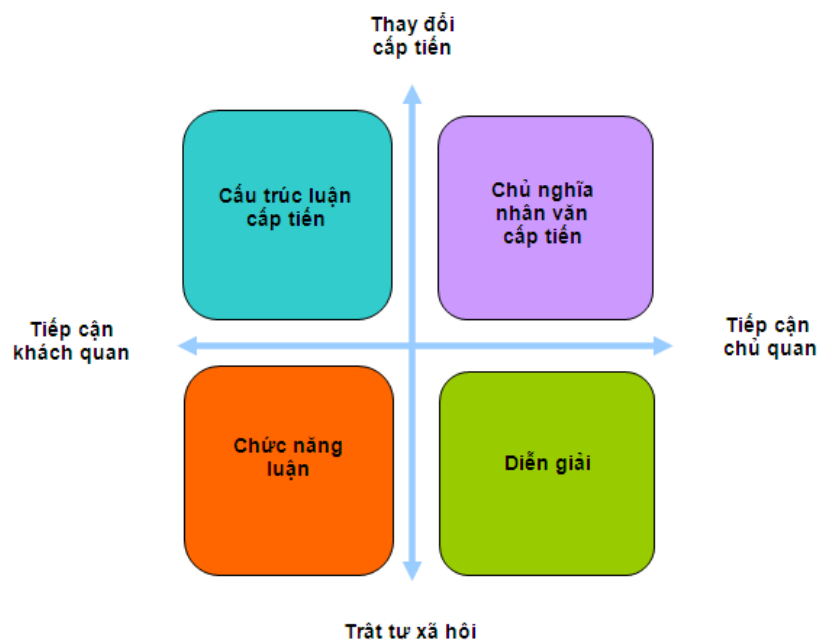 Thay đổi
cấp tiến
Cấu trúc luận
cấp tiến
Chủ nghĩa
nhân văn
cấp tiến
Tiếp cận
khách quan
Tiếp cận
chủ quan
Chức năng
luận
Diễn giải
Trật tự xã hội